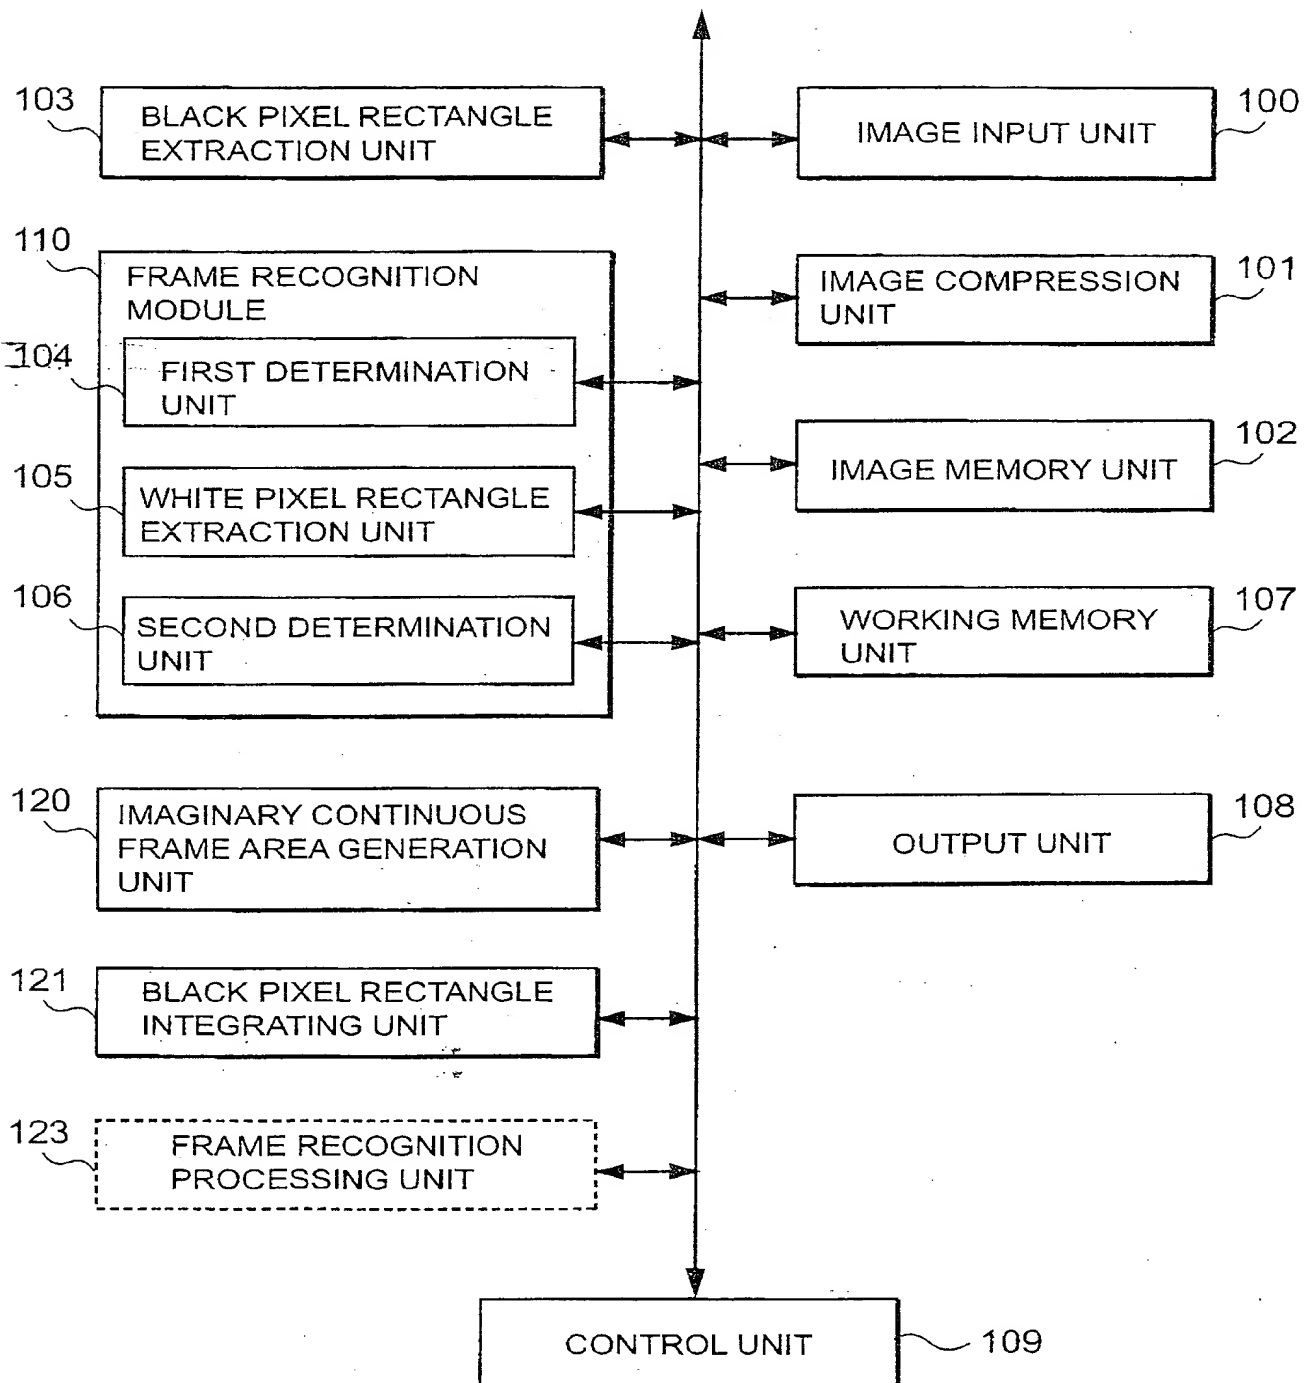 103
BLACK PIXEL RECTANGLE
EXTRACTION UNIT
IMAGE INPUT UNIT
100
110
FRAME RECOGNITION
MODULE
IMAGE COMPRESSION
UNIT
101
104
FIRST DETERMINATION
UNIT
IMAGE MEMORY UNIT
102
105
WHITE PIXEL RECTANGLE
EXTRACTION UNIT
106
SECOND DETERMINATION
UNIT
WORKING MEMORY
UNIT
107
120
IMAGINARY CONTINUOUS
FRAME AREA GENERATION
UNIT
OUTPUT UNIT
108
121
BLACK PIXEL RECTANGLE
INTEGRATING UNIT
123
FRAME RECOGNITION
PROCESSING UNIT
CONTROL UNIT
109